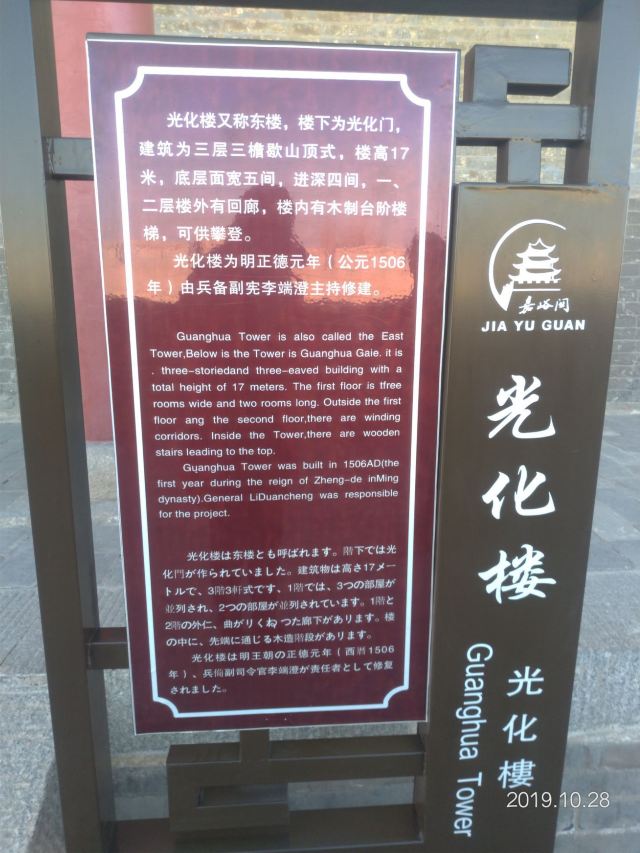 光化楼又称东楼，楼下为光化门，
建筑为三层三檐歇山顶式，楼高17
米，底层面宽五间，进深四间，一、
二层楼外有回廊，楼内有木制台阶楼
梯，可供攀登。
光化楼为明正德元年（公元1506
年）由兵备副宪李端澄主持修建。
Guanghua Tower is also called the East
Tower,Below is the Tower is Guanghua Gaie. it is
. three-storiedand three-eaved building with a
total height of 17 meters. The first floor is tfree
rooms wide and two rooms long. Outside the first
floor ang the second floor,there are winding
corridors. Inside the Tower,there are wooden
stairs leading to the top.
Guanghua Tower was built in 1506AD(the
first year during the reign of Zheng-de inMing
dynasty).General LiDuancheng was responsible
for the project.
光化楼は东楼とも呼ばれます。階下では光
化門が作られていました。建筑物は高さ17メー
トルで、3階3軒式です、1階では、3つの部屋が
並列され、2つの部屋が並列されています。1階と
2階の外仁、曲がりくねつた廊下があります。楼
の中に、先端に通じる木造階段があります。
光化楼は明王朝の正德元年（西暦1506
年）、兵備副司令官李端澄が责任者として修复
されました。
嘉峪关
JIA YU GUAN
光化楼
光化樓
Guanghua Tower
2019.10.28